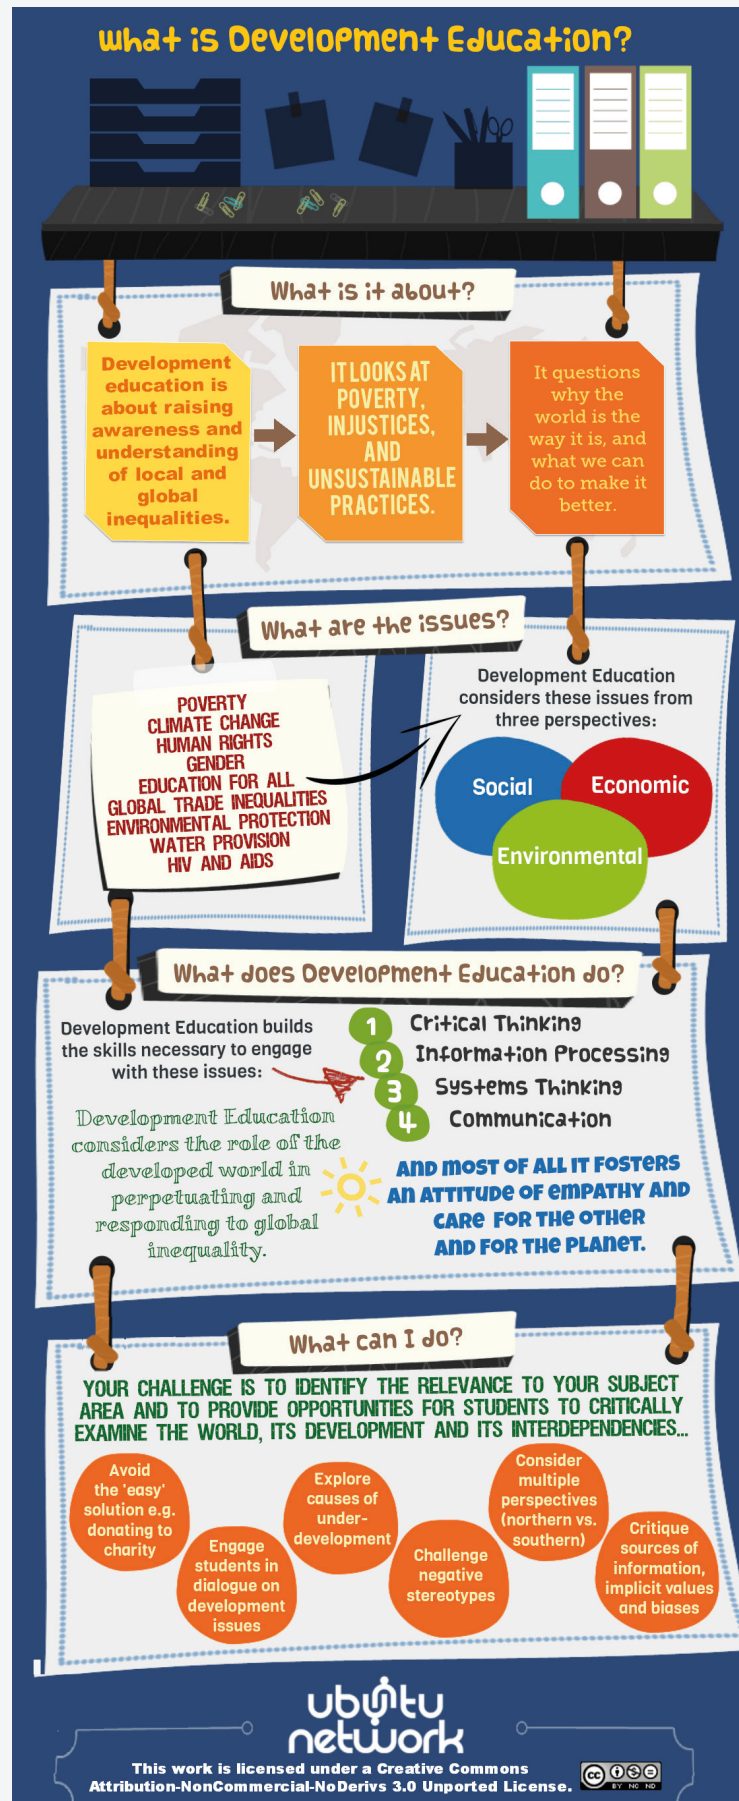 what is Development Education?
What is it about?
Development
education is
about raising
awareness and
understanding
of local and
global
inequalities.
IT LOOKS AT
POVERTY,
INJUSTICES,
AND
UNSUSTAINABLE
PRACTICES.
It questions
why the
world is the
way it is, and
what we can
do to make it
better.
What are the issues?
POVERTY
CLIMATE CHANGE
HUMAN RIGHTS
GENDER
EDUCATION FOR ALL
GLOBAL TRADE INEQUALITIES
ENVIRONMENTAL PROTECTION
WATER PROVISION
HIV AND AIDS
Development Education
considers these issues from
three perspectives:
Social
Economic
Environmental
What does Development Education do?
Development Education builds
the skills necessary to engage
with these issues:
1 Critical Thinking
2 Information Processing
3 Systems Thinking
4 Communication
Development Education
considers the role of the
developed world in
perpetuating and
responding to global
inequality.
AND MOST OF ALL IT FOSTERS
AN ATTITUDE OF EMPATHY AND
CARE FOR THE OTHER
AND FOR THE PLANET.
What can I do?
YOUR CHALLENGE IS TO IDENTIFY THE RELEVANCE TO YOUR SUBJECT
AREA AND TO PROVIDE OPPORTUNITIES FOR STUDENTS TO CRITICALLY
EXAMINE THE WORLD, ITS DEVELOPMENT AND ITS INTERDEPENDENCIES...
Avoid
the 'easy'
solution e.g.
donating to
charity
Engage
students in
dialogue on
development
issues
Explore
causes of
under-
development
Challenge
negative
stereotypes
Consider
multiple
perspectives
(northern vs.
southern)
Critique
sources of
information,
implicit values
and biases
ubuntu
network
This work is licensed under a Creative Commons
Attribution-NonCommercial-NoDerivs 3.0 Unported License.
cc
BY NC ND